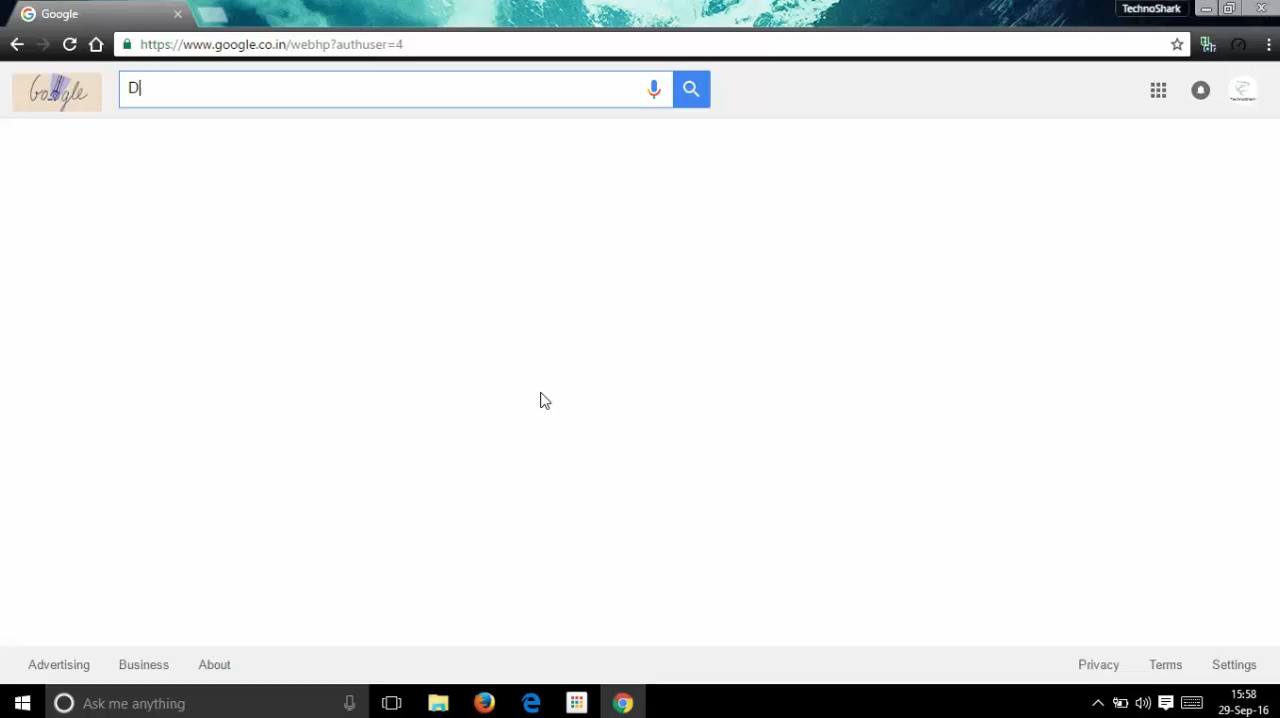 Google
TechnoShark
https://www.google.co.in/webhp?authuser=4
Google
D
Advertising
Business
About
Privacy
Terms
Settings
Ask me anything
15:58
29-Sep-16